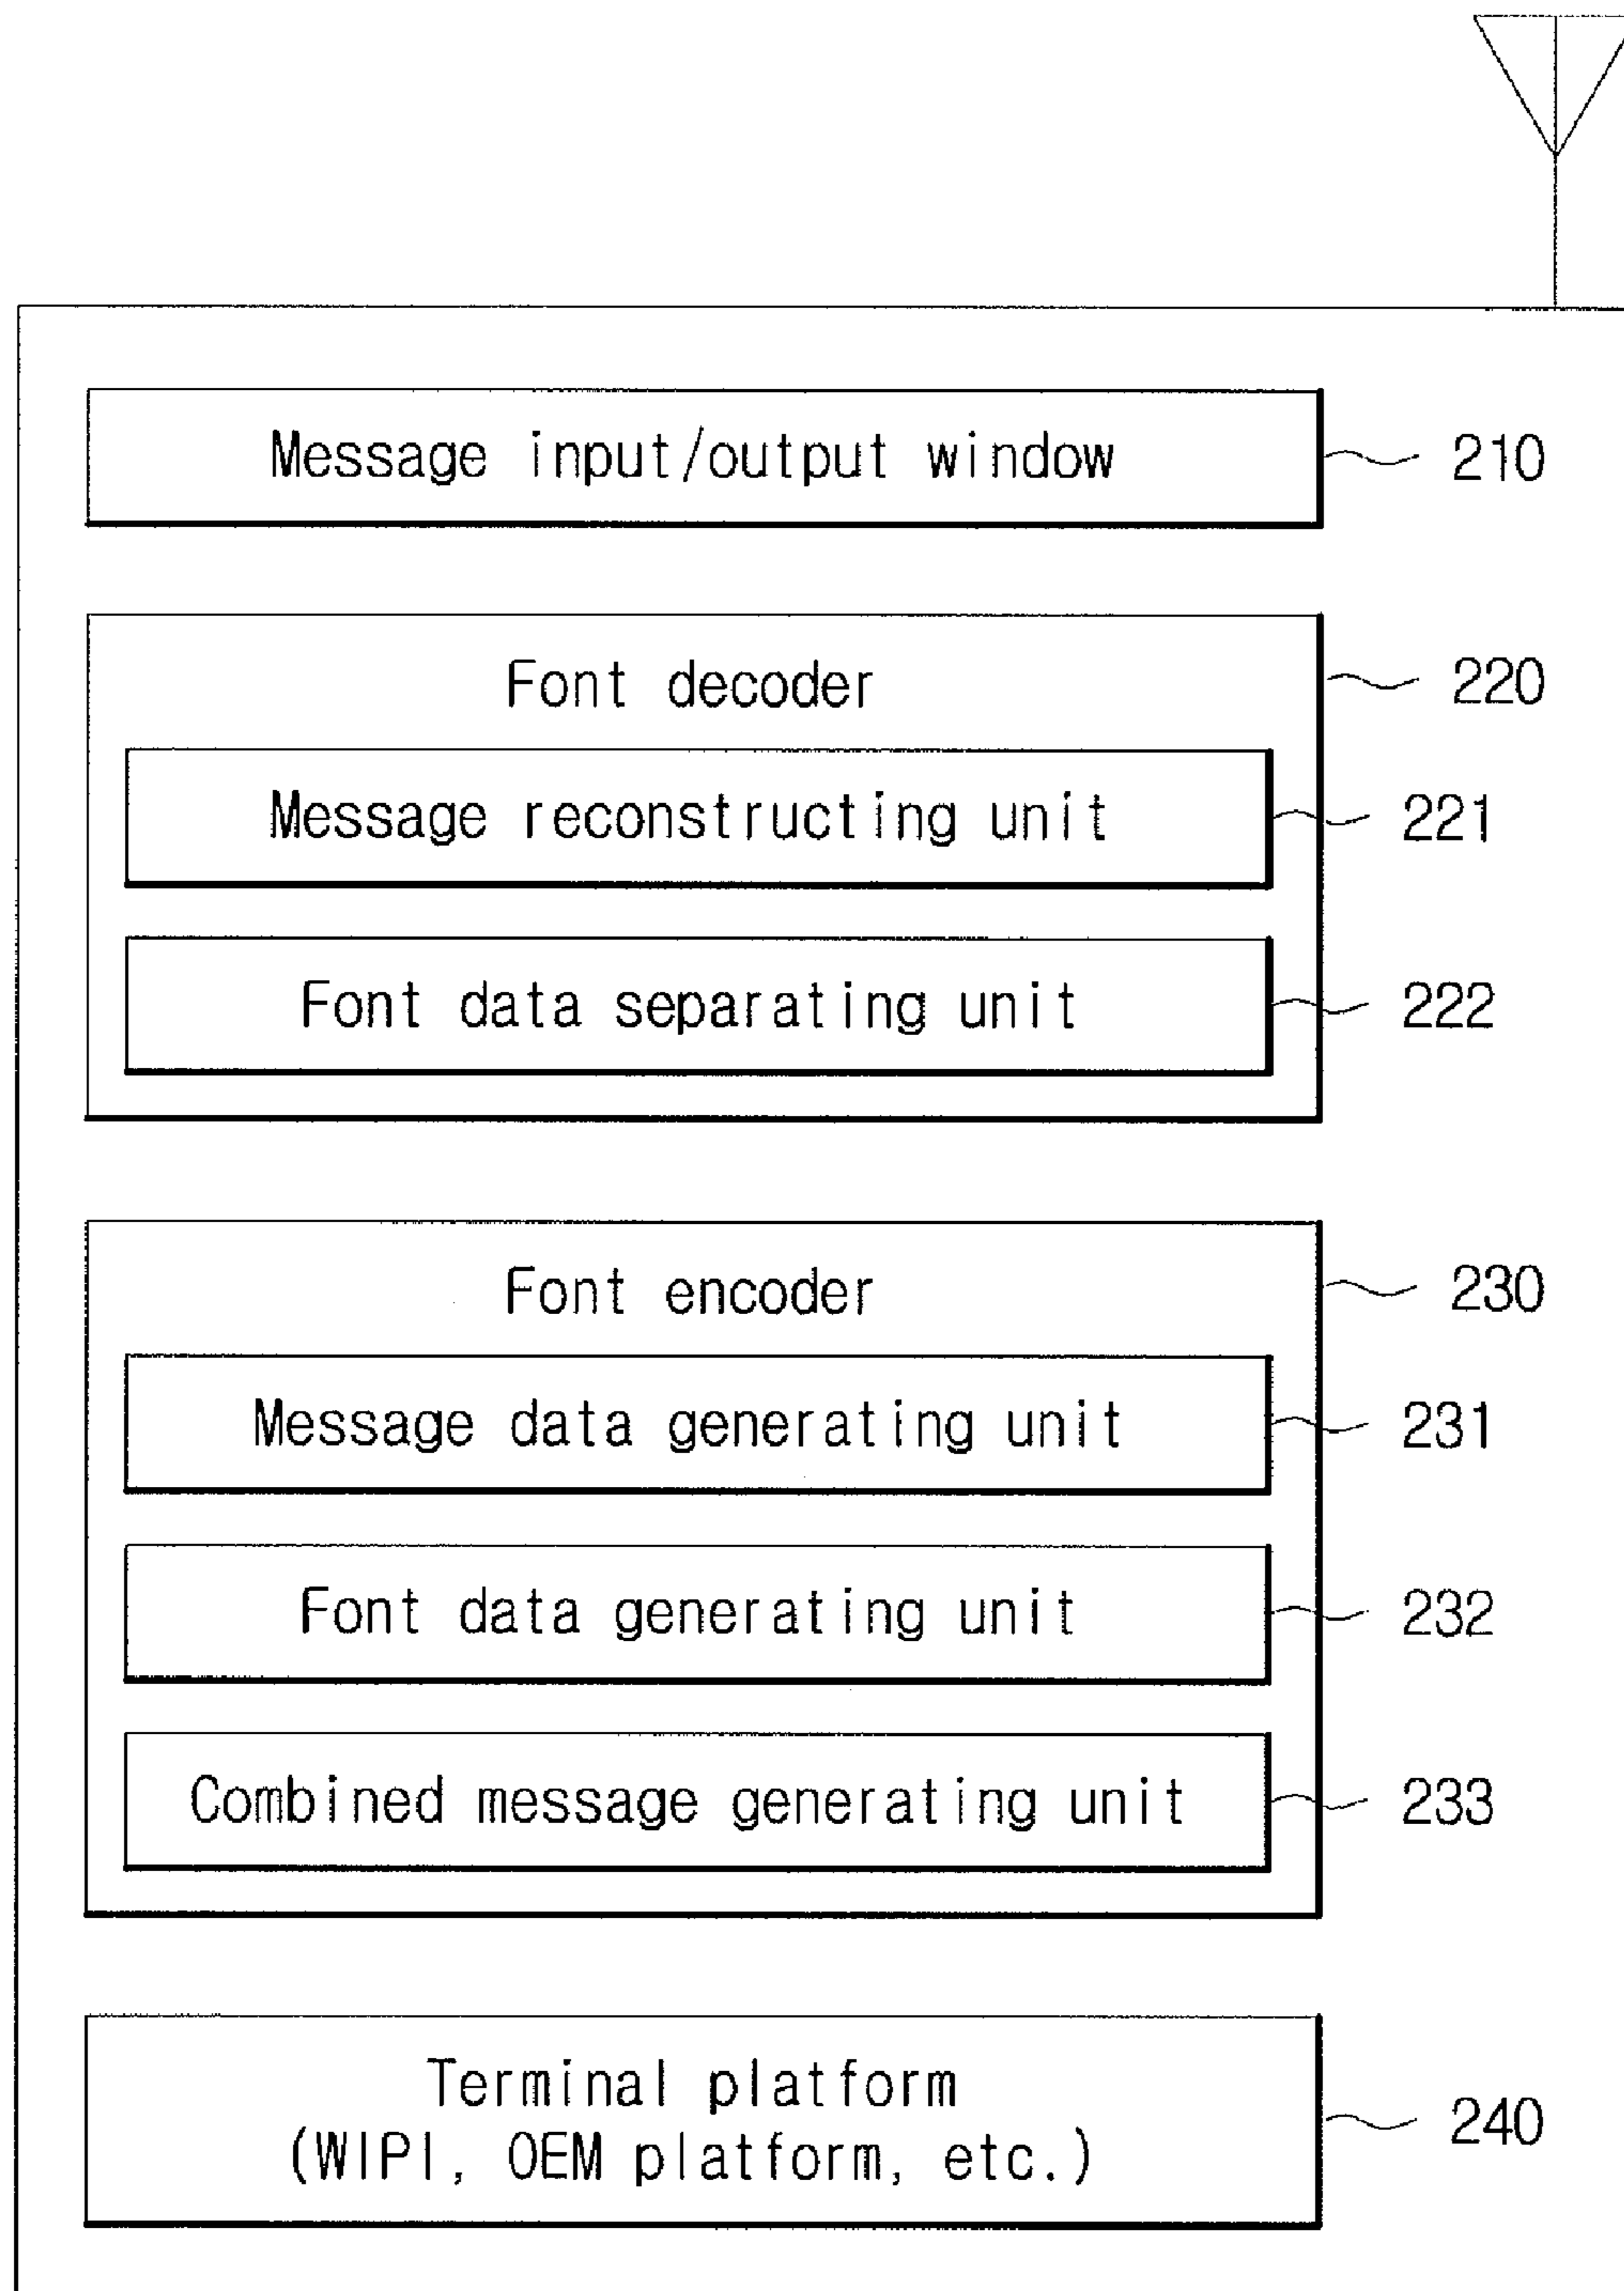 Message input/output window
210
Font decoder
220
Message reconstructing unit
221
Font data separating unit
222
Font encoder
230
Message data generating unit
231
Font data generating unit
232
Combined message generating unit
233
Terminal platform
(WIPI, OEM platform, etc.)
240